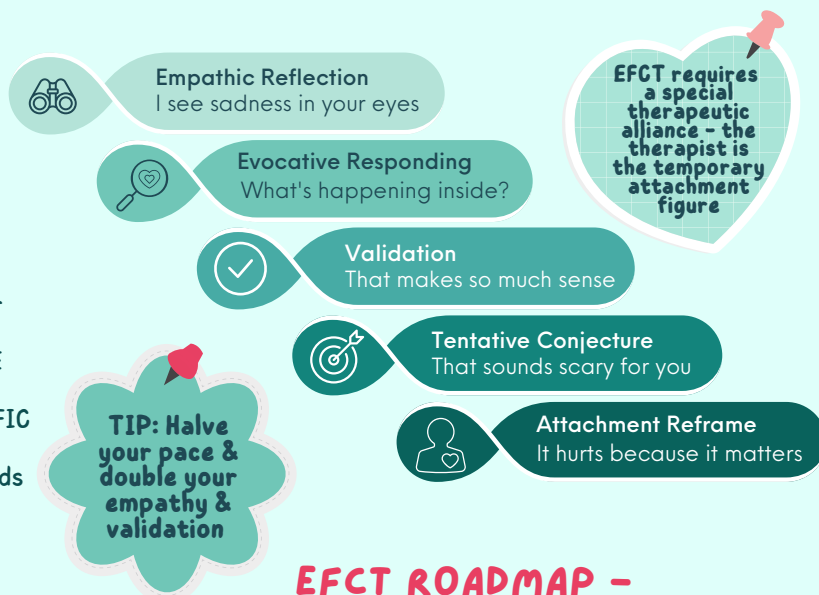 Empathic Reflection
I see sadness in your eyes
Evocative Responding
What's happening inside?
Validation
That makes so much sense
Tentative Conjecture
That sounds scary for you
Attachment Reframe
It hurts because it matters
EFCT requires
a special
therapeutic
alliance - the
therapist is
the temporary
attachment
figure
TIP: Halve
your pace &
double your
empathy &
validation
EFCT ROADMAP -